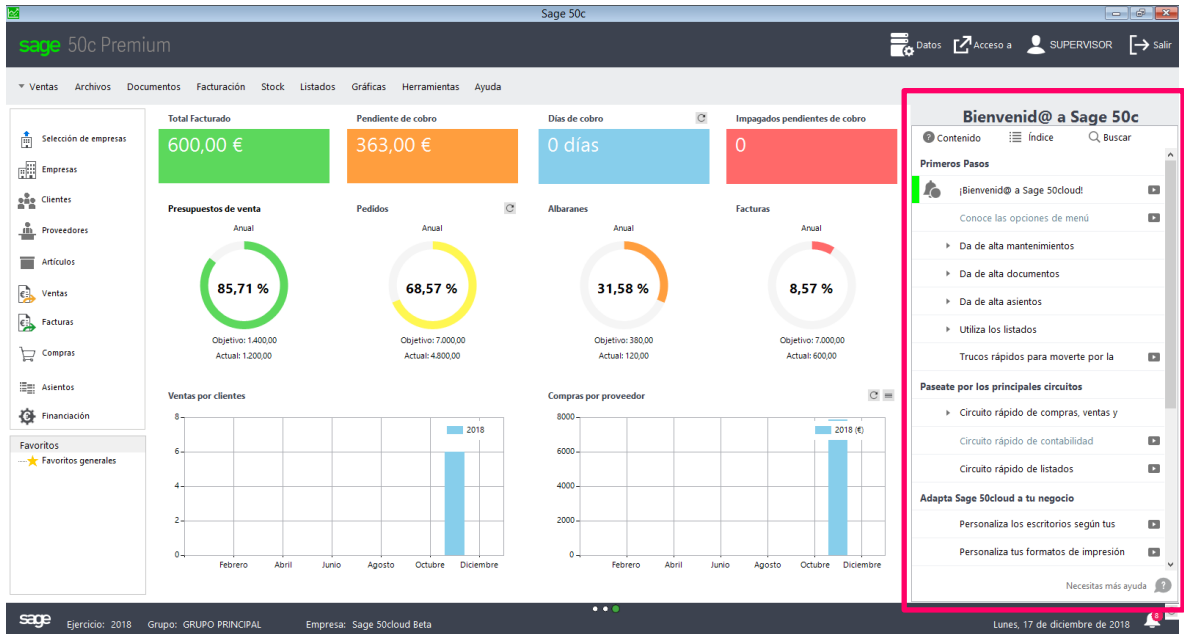 Sage 50c
sage 50c Premium
Datos
Acceso a
SUPERVISOR
Salir
Ventas Archivos Documentos Facturación Stock Listados Gráficas Herramientas Ayuda
Selección de empresas
Empresas
Clientes
Proveedores
Artículos
Ventas
Facturas
Compras
Asientos
Financiación
Favoritos
Favoritos generales
Total Facturado
600,00 €
Pendiente de cobro
363,00 €
Días de cobro
0 días
Impagados pendientes de cobro
0
Presupuestos de venta
Anual
85,71 %
Objetivo: 1.400,00
Actual: 1.200,00
Pedidos
Anual
68,57 %
Objetivo: 7.000,00
Actual: 4.800,00
Albaranes
Anual
31,58 %
Objetivo: 380,00
Actual: 120,00
Facturas
Anual
8,57 %
Objetivo: 7.000,00
Actual: 600,00
Ventas por clientes
2018
8
6
4
2
0
Febrero Abril Junio Agosto Octubre Diciembre
Compras por proveedor
2018 (€)
8000
6000
4000
2000
0
Febrero Abril Junio Agosto Octubre Diciembre
Bienvenid@ a Sage 50c
Contenido Índice Buscar
Primeros Pasos
¡Bienvenid@ a Sage 50cloud!
Conoce las opciones de menú
Da de alta mantenimientos
Da de alta documentos
Da de alta asientos
Utiliza los listados
Trucos rápidos para moverte por la
Paseate por los principales circuitos
Circuito rápido de compras, ventas y
Circuito rápido de contabilidad
Circuito rápido de listados
Adapta Sage 50cloud a tu negocio
Personaliza los escritorios según tus
Personaliza tus formatos de impresión
Necesitas más ayuda ?
sage Ejercicio: 2018 Grupo: GRUPO PRINCIPAL Empresa: Sage 50cloud Beta Lunes, 17 de diciembre de 2018 8